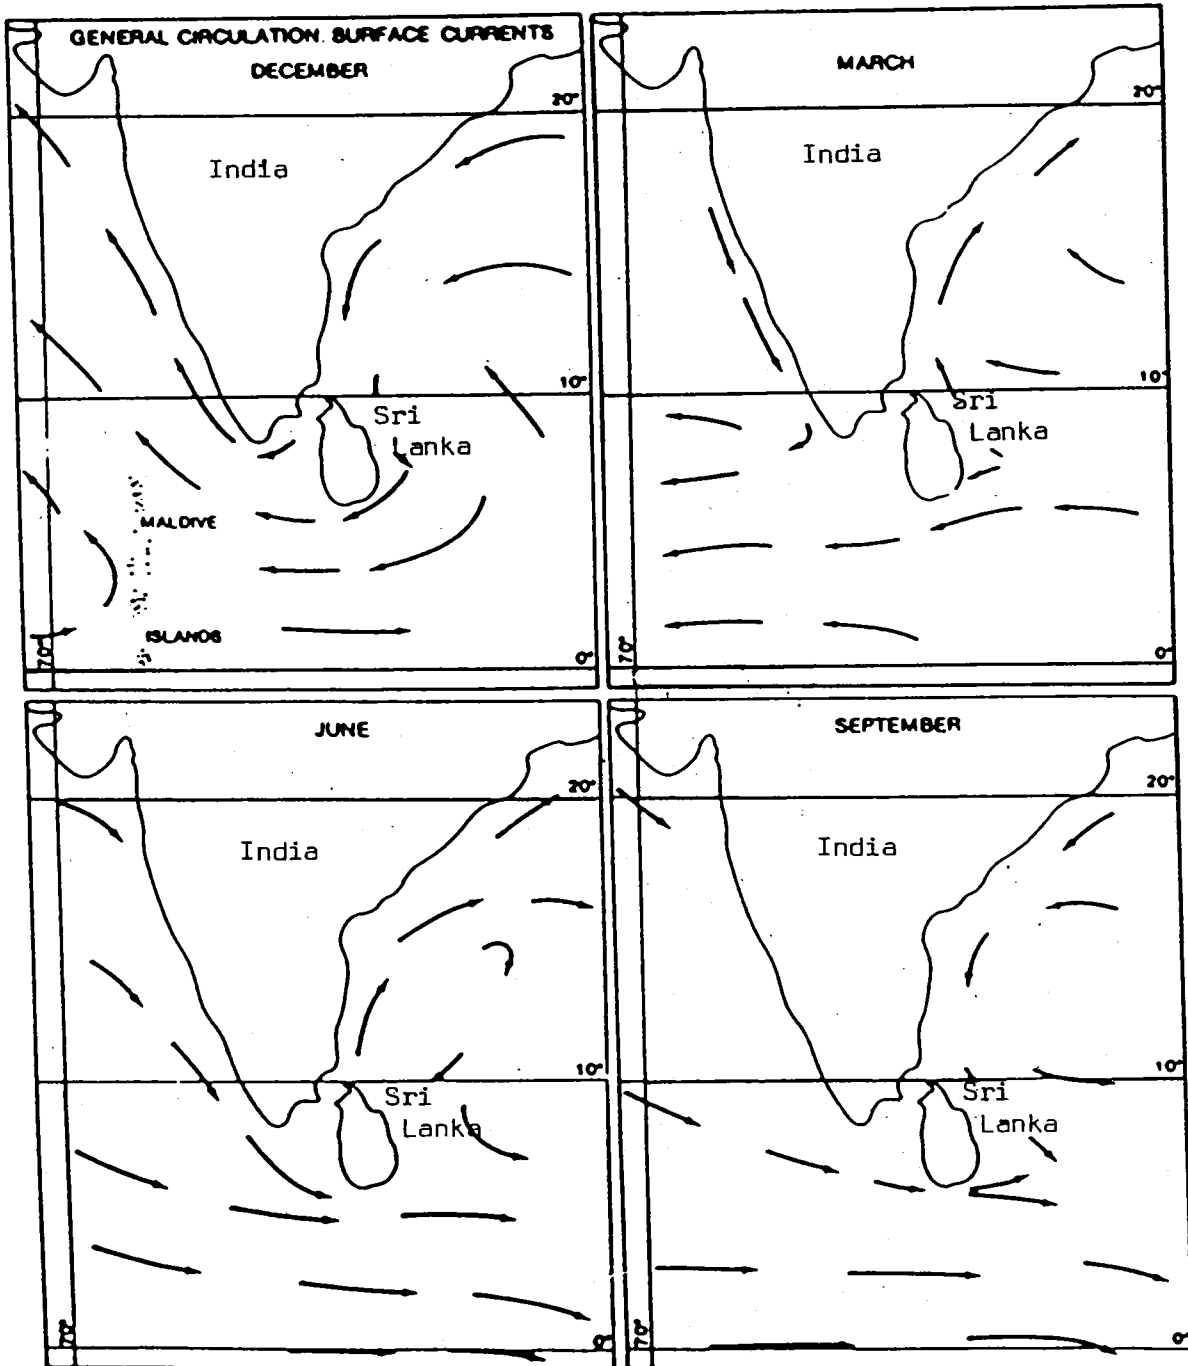 GENERAL CIRCULATION. SURFACE CURRENTS
DECEMBER
20°
India
10°
Sri
Lanka
MALDIVE
ISLANDS
70°
0°
MARCH
20°
India
10°
Sri
Lanka
70°
0°
JUNE
20°
India
10°
Sri
Lanka
70°
0°
SEPTEMBER
20°
India
10°
Sri
Lanka
70°
0°